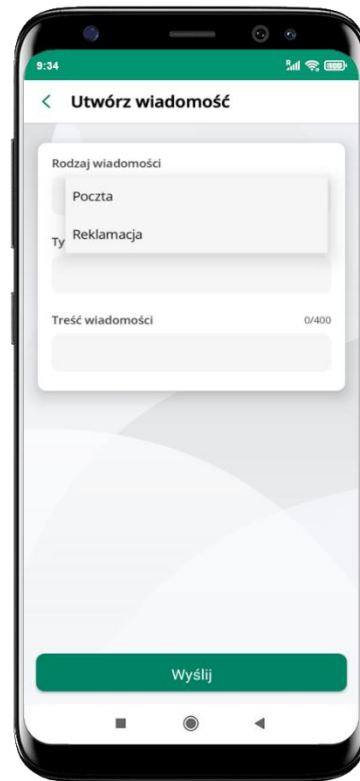 9:34
Utwórz wiadomość
Rodzaj wiadomości
Poczta
Reklamacja
Ty
Treść wiadomości 0/400
Wyślij